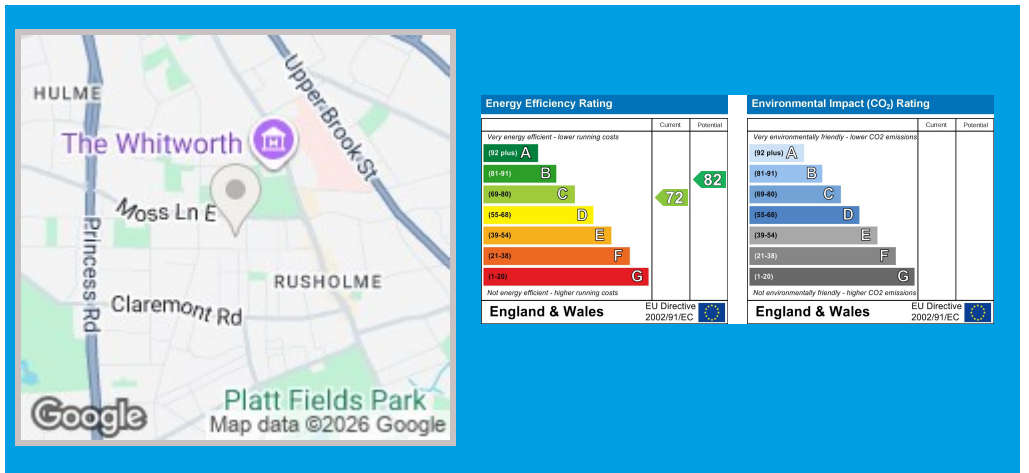 HULME
Upper Brook St
The Whitworth
Moss Ln E
Princess Rd
RUSHOLME
Claremont Rd
Platt Fields Park
Google
Map data ©2026 Google
Energy Efficiency Rating
Current Potential
Very energy efficient - lower running costs
(92 plus) A
(81-91) B
82
(69-80) C
72
(55-68) D
(39-54) E
(21-38) F
(1-20) G
Not energy efficient - higher running costs
England & Wales
EU Directive
2002/91/EC
Environmental Impact (CO₂) Rating
Current Potential
Very environmentally friendly - lower CO2 emissions
(92 plus) A
(81-91) B
(69-80) C
(55-68) D
(39-54) E
(21-38) F
(1-20) G
Not environmentally friendly - higher CO2 emissions
England & Wales
EU Directive
2002/91/EC